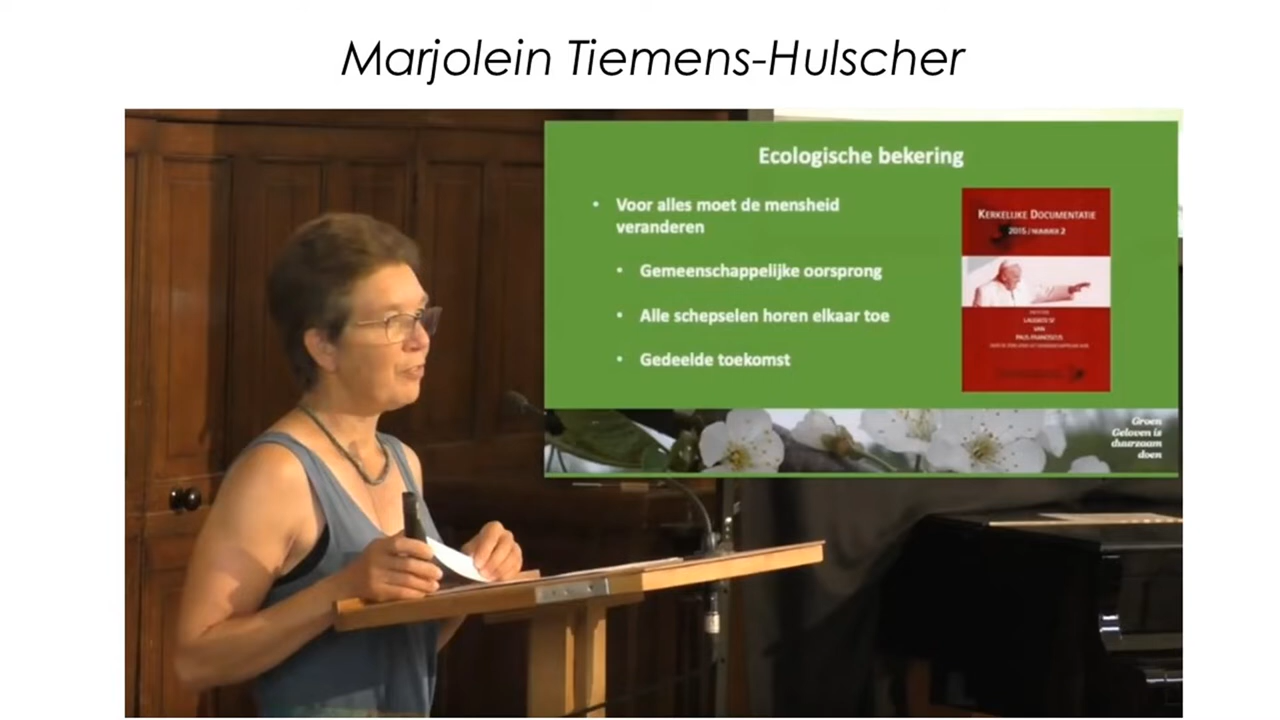 Marjolein Tiemens-Hulscher
Ecologische bekering
• Voor alles moet de mensheid
veranderen
• Gemeenschappelijke oorsprong
• Alle schepselen horen elkaar toe
• Gedeelde toekomst
KERKELIJKE DOCUMENTATIE
2015 / NUMMER 2
LAUDATO SI'
VAN
PAUS FRANCISCUS
Groen
Geloven is
duurzaam
doen